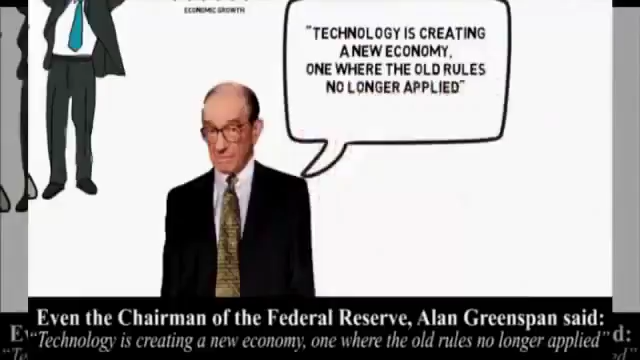 ECONOMIC GROWTH
"TECHNOLOGY IS CREATING
A NEW ECONOMY,
ONE WHERE THE OLD RULES
NO LONGER APPLIED"
Even the Chairman of the Federal Reserve, Alan Greenspan said:
"Technology is creating a new economy, one where the old rules no longer applied"